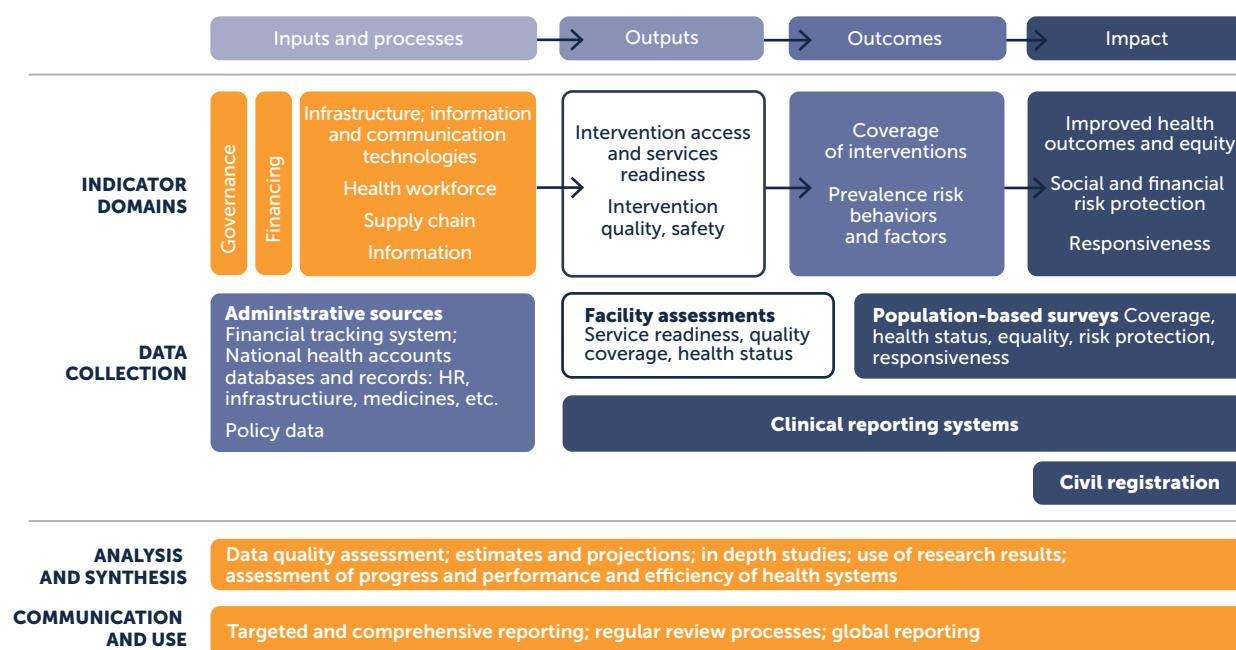 Inputs and processes
Outputs
Outcomes
Impact
INDICATOR
DOMAINS
Governance
Financing
Infrastructure; information
and communication
technologies
Health workforce
Supply chain
Information
Intervention access
and services
readiness
Intervention
quality, safety
Coverage
of interventions
Prevalence risk
behaviors
and factors
Improved health
outcomes and equity
Social and financial
risk protection
Responsiveness
DATA
COLLECTION
Administrative sources
Financial tracking system;
National health accounts
databases and records: HR,
infrastructiure, medicines, etc.
Policy data
Facility assessments
Service readiness, quality
coverage, health status
Population-based surveys Coverage,
health status, equality, risk protection,
responsiveness
Clinical reporting systems
Civil registration
ANALYSIS
AND SYNTHESIS
Data quality assessment; estimates and projections; in depth studies; use of research results;
assessment of progress and performance and efficiency of health systems
COMMUNICATION
AND USE
Targeted and comprehensive reporting; regular review processes; global reporting